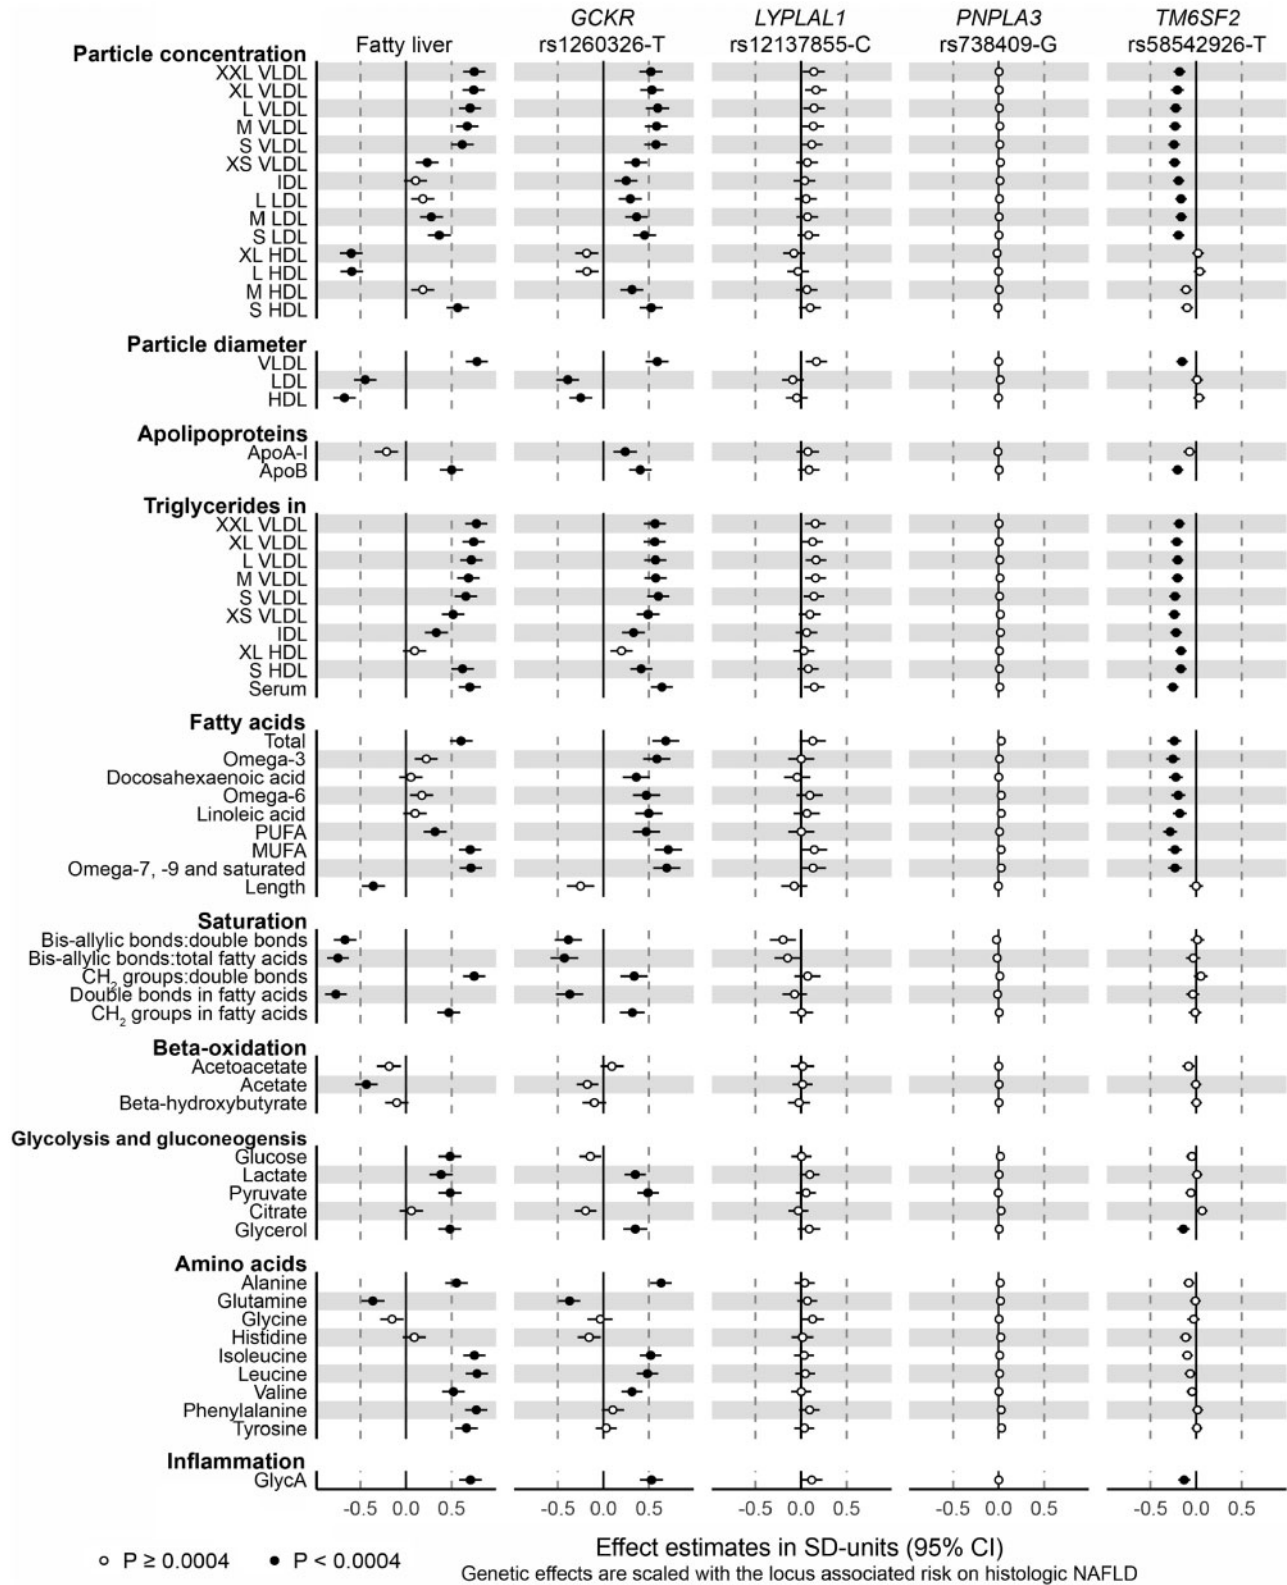 GCKR LYPLAL1 PNPLA3 TM6SF2
Fatty liver rs1260326-T rs12137855-C rs738409-G rs58542926-T
Particle concentration
XXL VLDL
XL VLDL
L VLDL
M VLDL
S VLDL
XS VLDL
IDL
L LDL
M LDL
S LDL
XL HDL
L HDL
M HDL
S HDL
Particle diameter
VLDL
LDL
HDL
Apolipoproteins
ApoA-I
ApoB
Triglycerides in
XXL VLDL
XL VLDL
L VLDL
M VLDL
S VLDL
XS VLDL
IDL
XL HDL
S HDL
Serum
Fatty acids
Total
Omega-3
Docosahexaenoic acid
Omega-6
Linoleic acid
PUFA
MUFA
Omega-7, -9 and saturated
Length
Saturation
Bis-allylic bonds:double bonds
Bis-allylic bonds:total fatty acids
CH2 groups:double bonds
Double bonds in fatty acids
CH2 groups in fatty acids
Beta-oxidation
Acetoacetate
Acetate
Beta-hydroxybutyrate
Glycolysis and gluconeogensis
Glucose
Lactate
Pyruvate
Citrate
Glycerol
Amino acids
Alanine
Glutamine
Glycine
Histidine
Isoleucine
Leucine
Valine
Phenylalanine
Tyrosine
Inflammation
GlycA
-0.5 0.0 0.5 -0.5 0.0 0.5 -0.5 0.0 0.5 -0.5 0.0 0.5 -0.5 0.0 0.5
Effect estimates in SD-units (95% CI)
P ≥ 0.0004 P < 0.0004
Genetic effects are scaled with the locus associated risk on histologic NAFLD